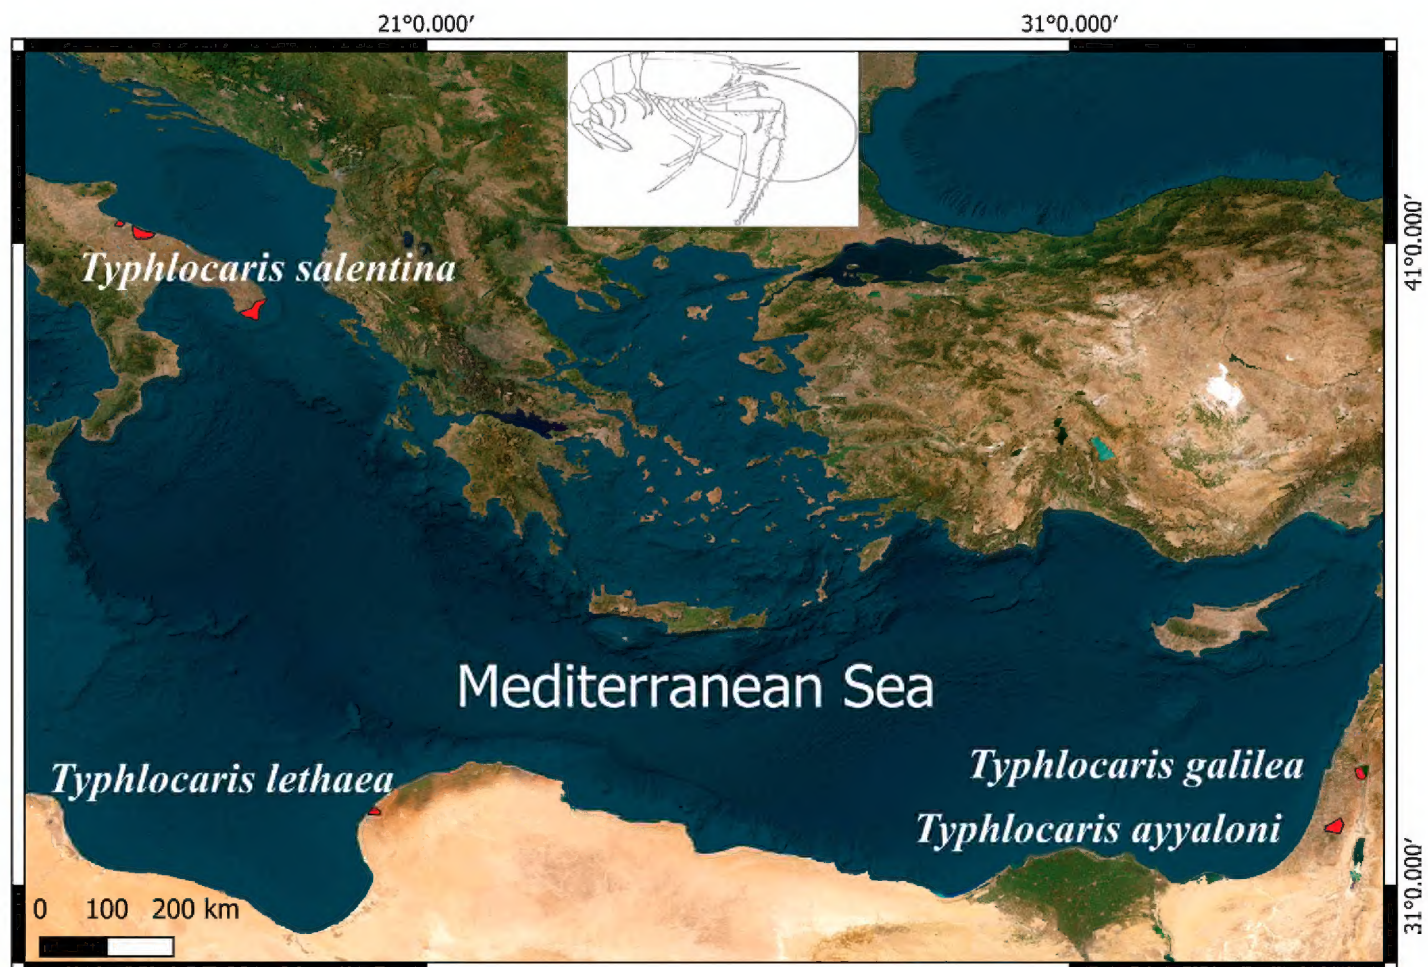 21°0.000′
31°0.000′
41°0.000′
Typhlocaris salentina
Mediterranean Sea
Typhlocaris lethaea
Typhlocaris galilea
Typhlocaris ayyaloni
31°0.000′
0 100 200 km